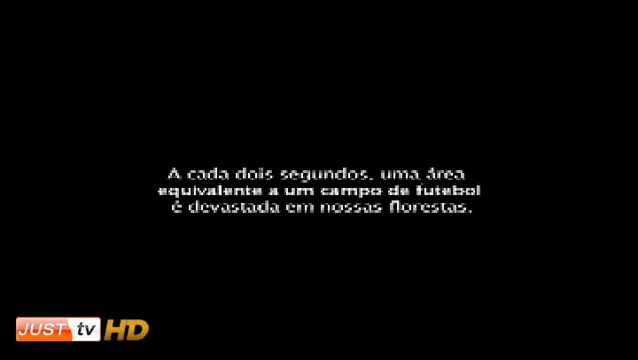 A cada dois segundos, uma área
equivalente a um campo de futebol
é devastada em nossas florestas.
JUST tv HD